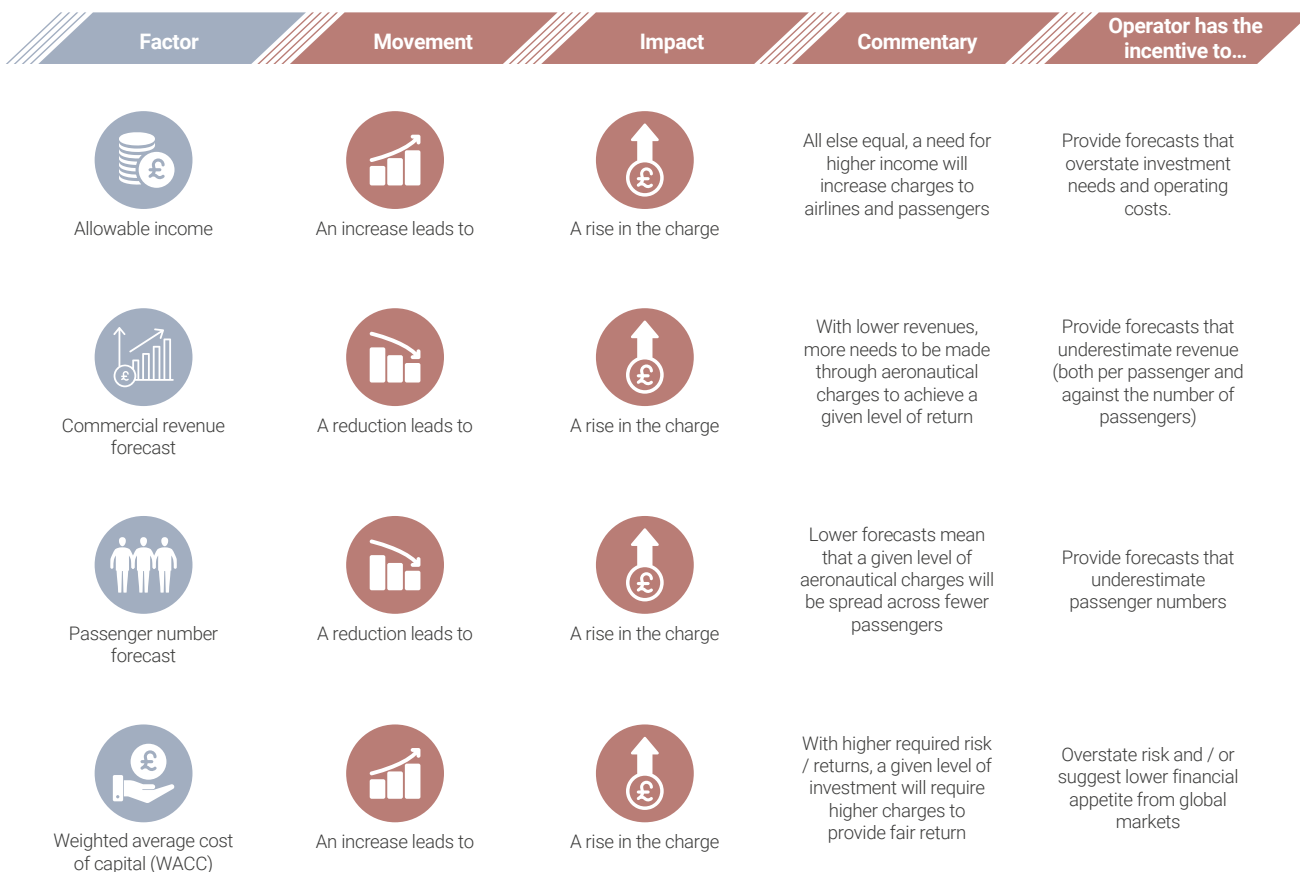 Factor
Movement
Impact
Commentary
Operator has the
incentive to…
£
£
Allowable income
An increase leads to
A rise in the charge
All else equal, a need for
higher income will
increase charges to
airlines and passengers
Provide forecasts that
overstate investment
needs and operating
costs.
£
£
Commercial revenue
forecast
A reduction leads to
A rise in the charge
With lower revenues,
more needs to be made
through aeronautical
charges to achieve a
given level of return
Provide forecasts that
underestimate revenue
(both per passenger and
against the number of
passengers)
£
Passenger number
forecast
A reduction leads to
A rise in the charge
Lower forecasts mean
that a given level of
aeronautical charges will
be spread across fewer
passengers
Provide forecasts that
underestimate
passenger numbers
£
£
Weighted average cost
of capital (WACC)
An increase leads to
A rise in the charge
With higher required risk
/ returns, a given level of
investment will require
higher charges to
provide fair return
Overstate risk and / or
suggest lower financial
appetite from global
markets